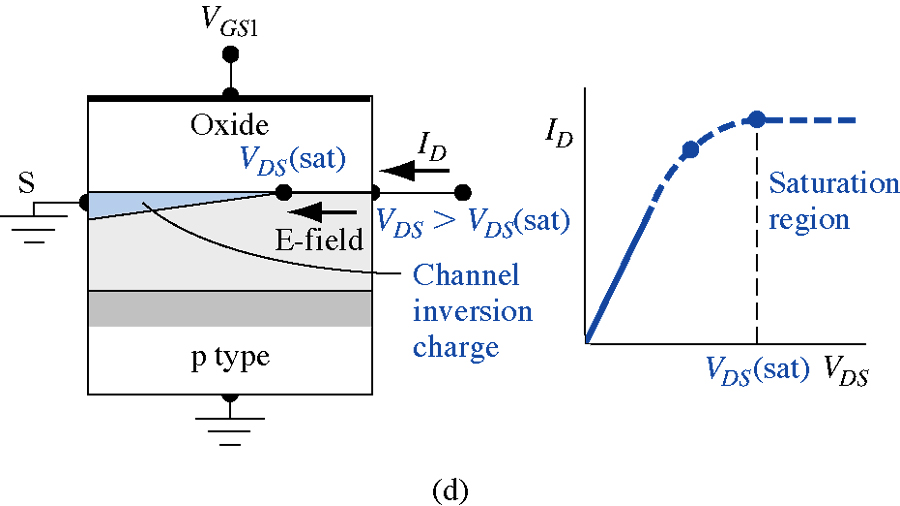 V_GS1
Oxide
V_DS(sat)
I_D
S
E-field
V_DS > V_DS(sat)
Channel
inversion
charge
p type
I_D
Saturation
region
V_DS(sat) V_DS
(d)